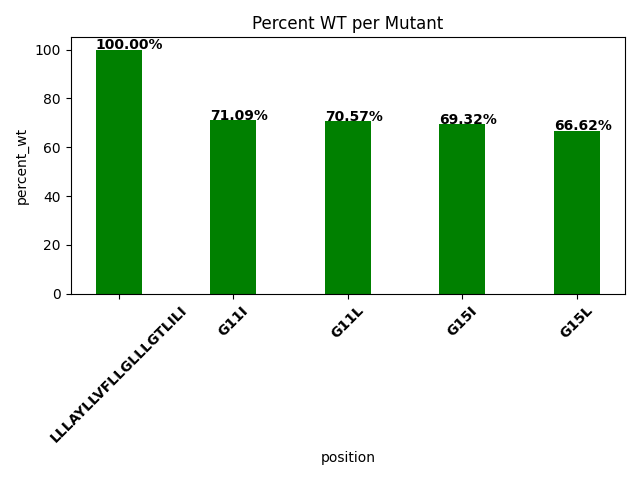 Percent WT per Mutant
percent_wt
100
80
60
40
20
0
100.00%
71.09%
70.57%
69.32%
66.62%
LLLAYLLVFLLGLLLGTLILI
G11I
G11L
G15I
G15L
position